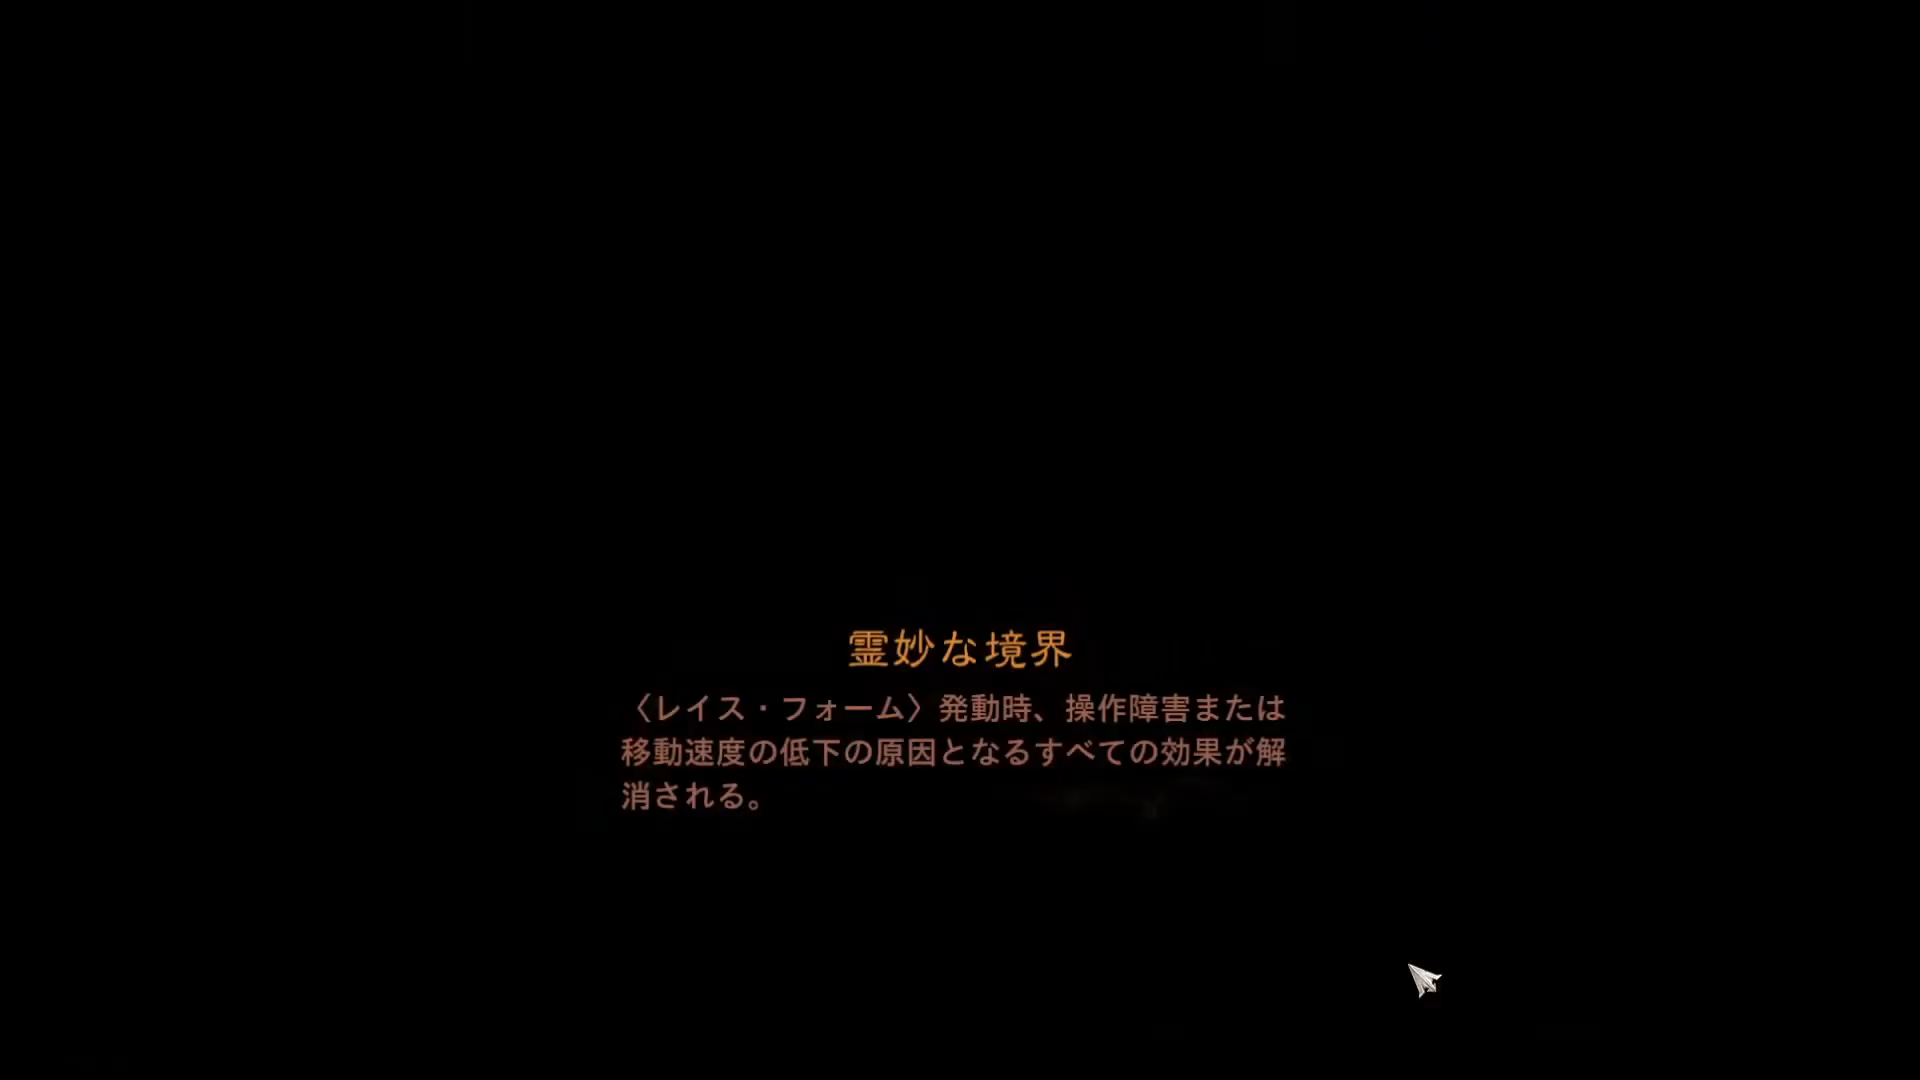 霊妙な境界
〈レイス・フォーム〉発動時、操作障害または
移動速度の低下の原因となるすべての効果が解
消される。